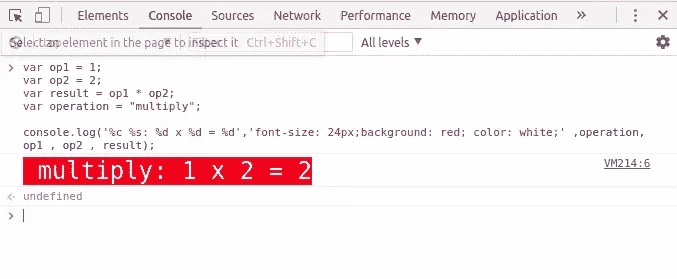 Elements Console Sources Network Performance Memory Application »
Select an element in the page to inspect it Ctrl+Shift+C All levels ▼
> var op1 = 1;
var op2 = 2;
var result = op1 * op2;
var operation = "multiply";
console.log('%c %s: %d x %d = %d','font-size: 24px;background: red; color: white;' ,operation,
op1 , op2 , result);
multiply: 1 x 2 = 2 VM214:6
undefined
>